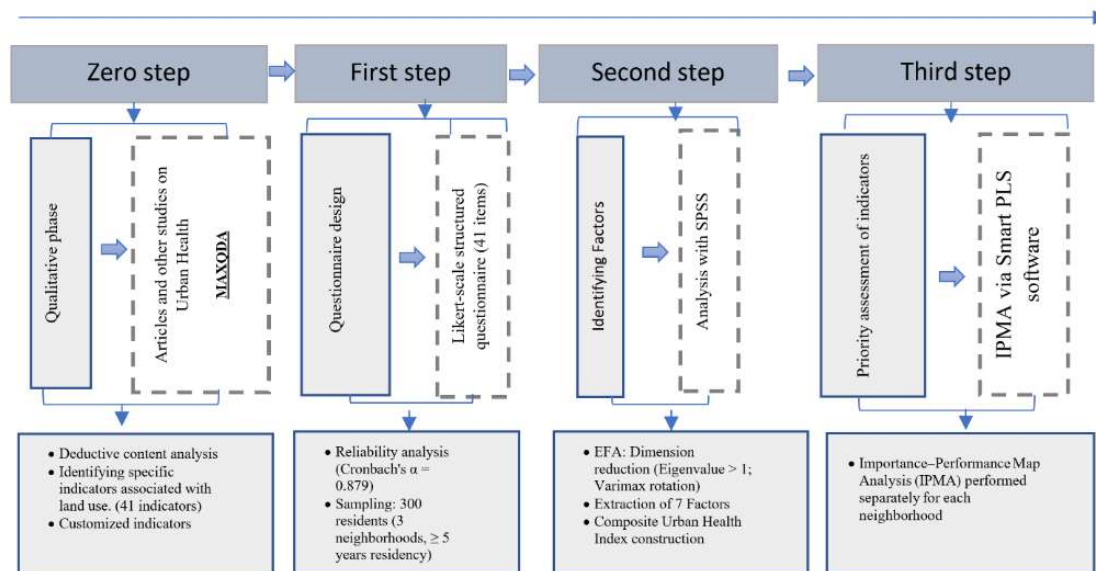 Zero step
First step
Second step
Third step
Qualitative phase
Articles and other studies on
Urban Health
MAXQDA
Questionnaire design
Likert-scale structured
questionnaire (41 items)
Identifying Factors
Analysis with SPSS
Priority assessment of indicators
IPMA via Smart PLS
software
• Deductive content analysis
• Identifying specific
indicators associated with
land use. (41 indicators)
• Customized indicators
• Reliability analysis
(Cronbach's α =
0.879)
• Sampling: 300
residents (3
neighborhoods, ≥ 5
years residency)
• EFA: Dimension
reduction (Eigenvalue > 1;
Varimax rotation)
• Extraction of 7 Factors
• Composite Urban Health
Index construction
• Importance–Performance Map
Analysis (IPMA) performed
separately for each
neighborhood